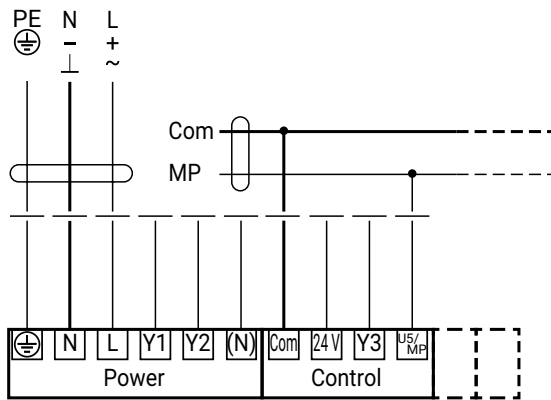 PE N L
- +
~
Com
MP
N L Y1 Y2 (N) Com 24 V Y3 U5/MP
Power Control